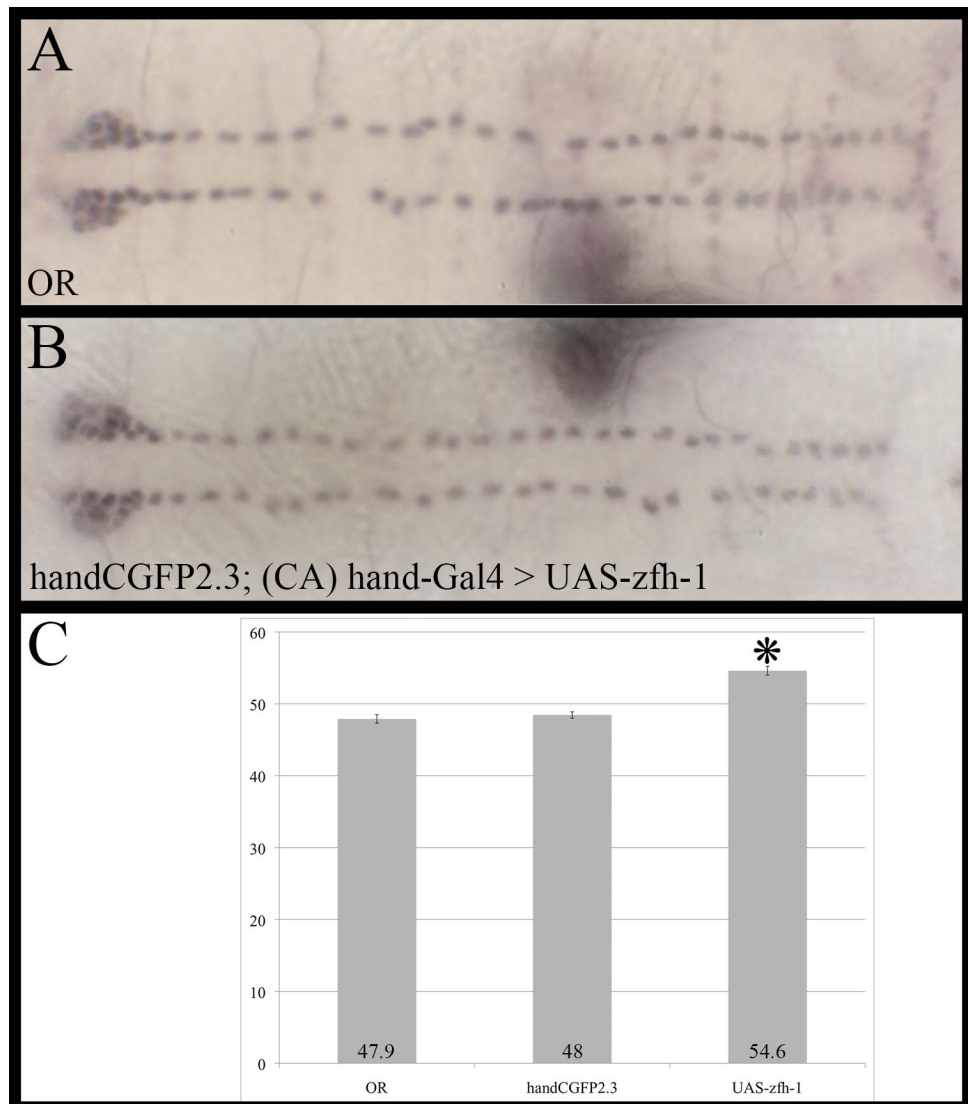 A
OR
B
handCGFP2.3; (CA) hand-Gal4 > UAS-zfh-1
C
60
50
40
30
20
10
0
*
47.9 48 54.6
OR handCGFP2.3 UAS-zfh-1